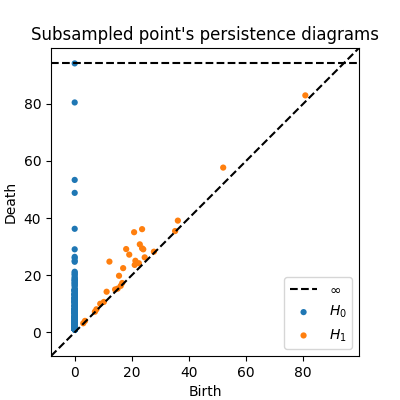 Subsampled point's persistence diagrams
Death
80
60
40
20
0
0 20 40 60 80
Birth
∞
H₀
H₁